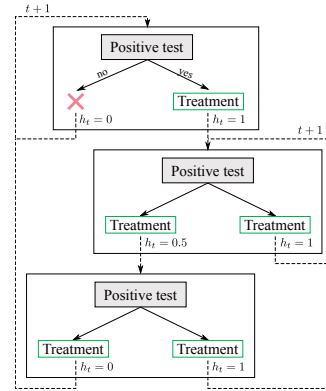 t + 1
Positive test
no
yes
Treatment
h_t = 0
h_t = 1
t + 1
Positive test
Treatment
Treatment
h_t = 0.5
h_t = 1
Positive test
Treatment
Treatment
h_t = 0
h_t = 1